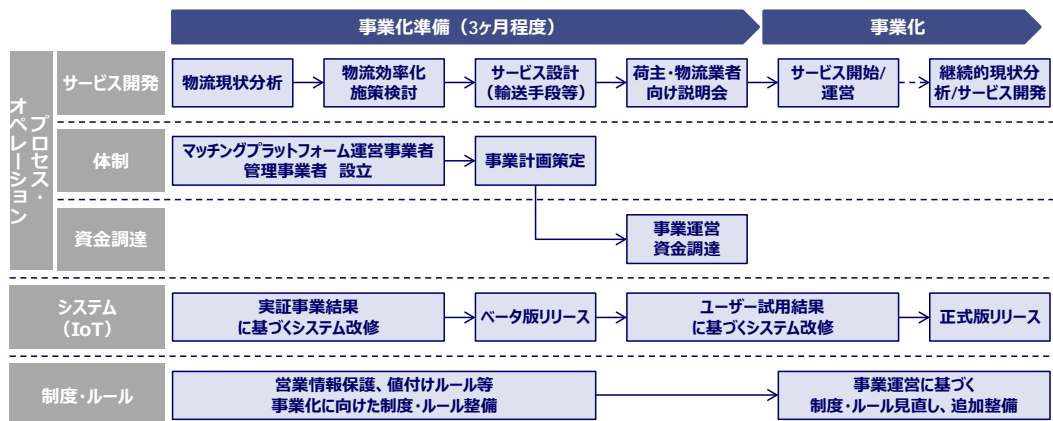 事業化準備（3ヶ月程度）
事業化
プロセス・
オペレーション
サービス開発
物流現状分析
物流効率化
施策検討
サービス設計
（輸送手段等）
荷主・物流業者
向け説明会
サービス開始/
運営
継続的現状分
析/サービス開発
体制
マッチングプラットフォーム運営事業者
管理事業者 設立
事業計画策定
資金調達
事業運営
資金調達
システム
（IoT）
実証事業結果
に基づくシステム改修
ベータ版リリース
ユーザー試用結果
に基づくシステム改修
正式版リリース
制度・ルール
営業情報保護、値付けルール等
事業化に向けた制度・ルール整備
事業運営に基づく
制度・ルール見直し、追加整備